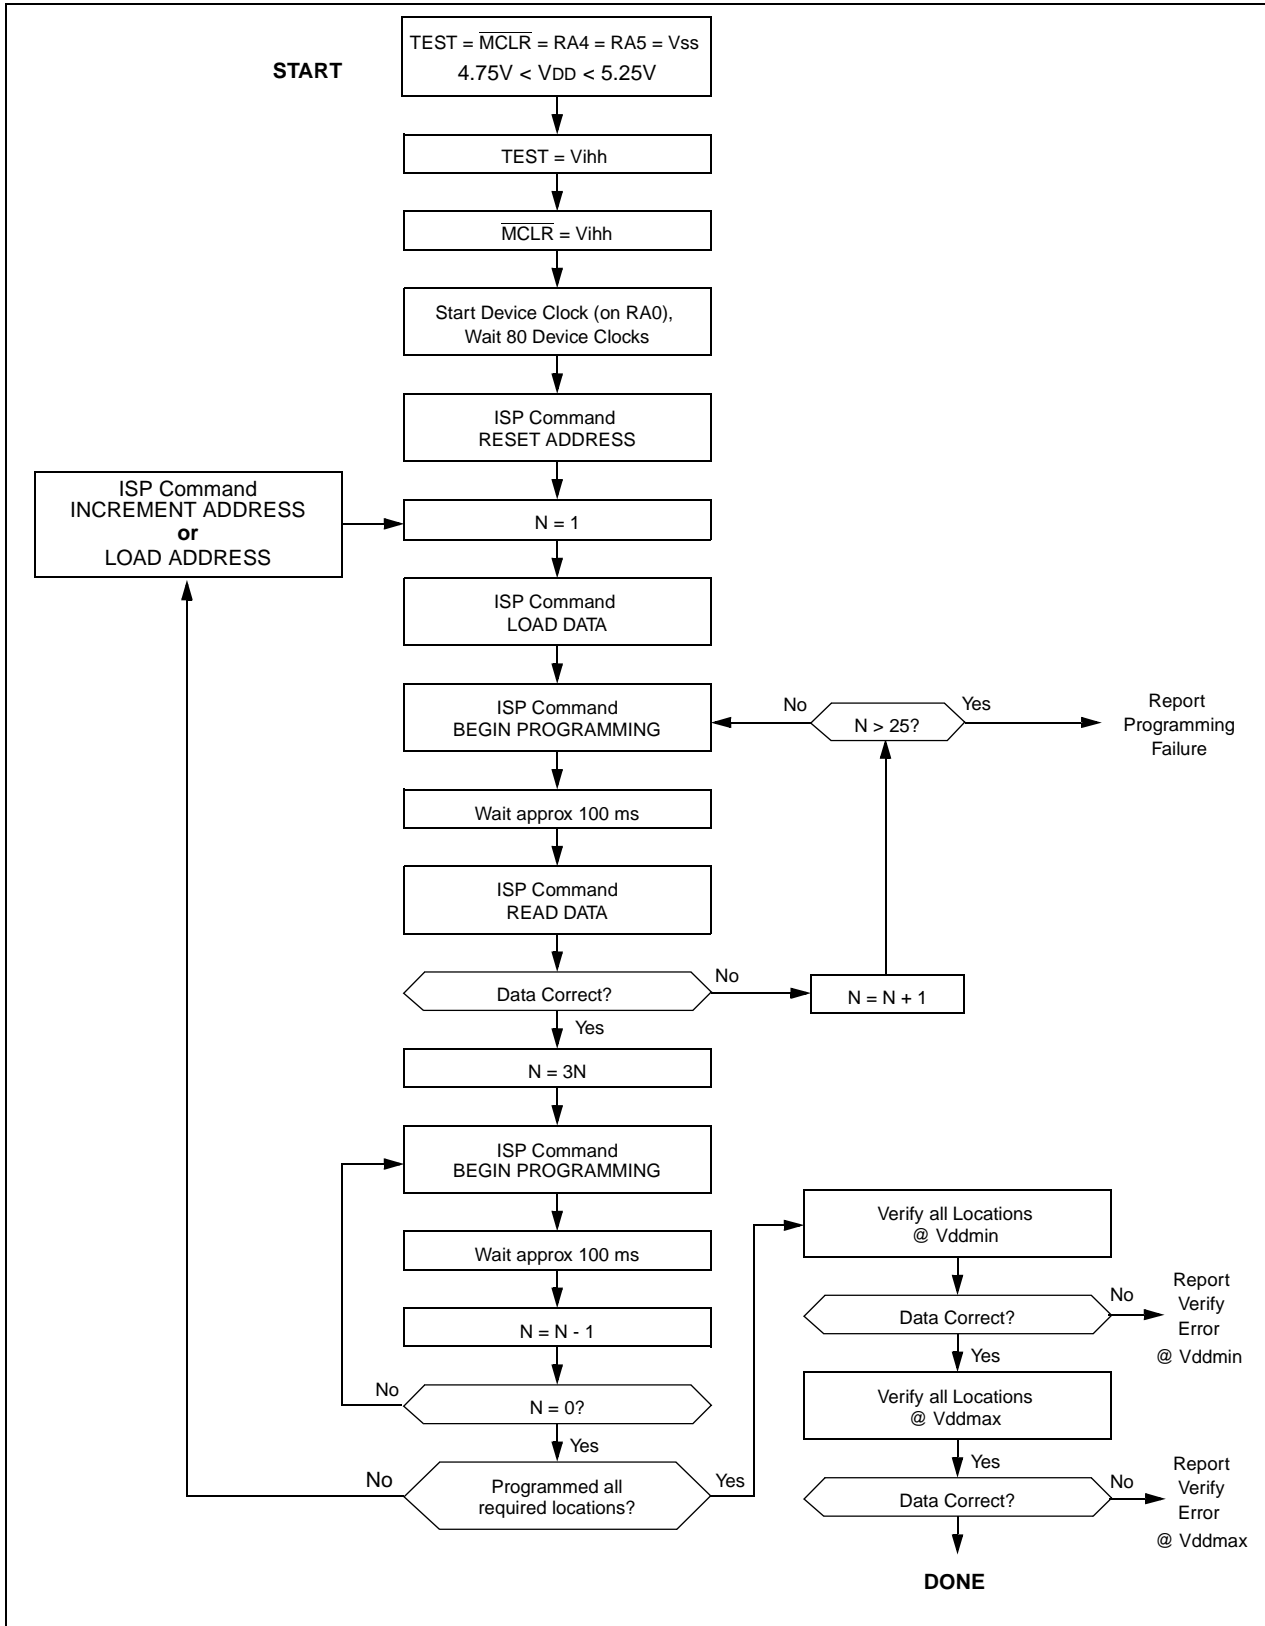 START
TEST = MCLR = RA4 = RA5 = Vss
4.75V < VDD < 5.25V
TEST = Vihh
MCLR = Vihh
Start Device Clock (on RA0),
Wait 80 Device Clocks
ISP Command
RESET ADDRESS
ISP Command
INCREMENT ADDRESS
or
LOAD ADDRESS
N = 1
ISP Command
LOAD DATA
ISP Command
BEGIN PROGRAMMING
No
N > 25?
Yes
Report
Programming
Failure
Wait approx 100 ms
ISP Command
READ DATA
Data Correct?
No
N = N + 1
Yes
N = 3N
ISP Command
BEGIN PROGRAMMING
Wait approx 100 ms
N = N - 1
No
N = 0?
Yes
No
Programmed all
required locations?
Yes
Verify all Locations
@ Vddmin
Data Correct?
No
Report
Verify
Error
@ Vddmin
Yes
Verify all Locations
@ Vddmax
Yes
Data Correct?
No
Report
Verify
Error
@ Vddmax
DONE